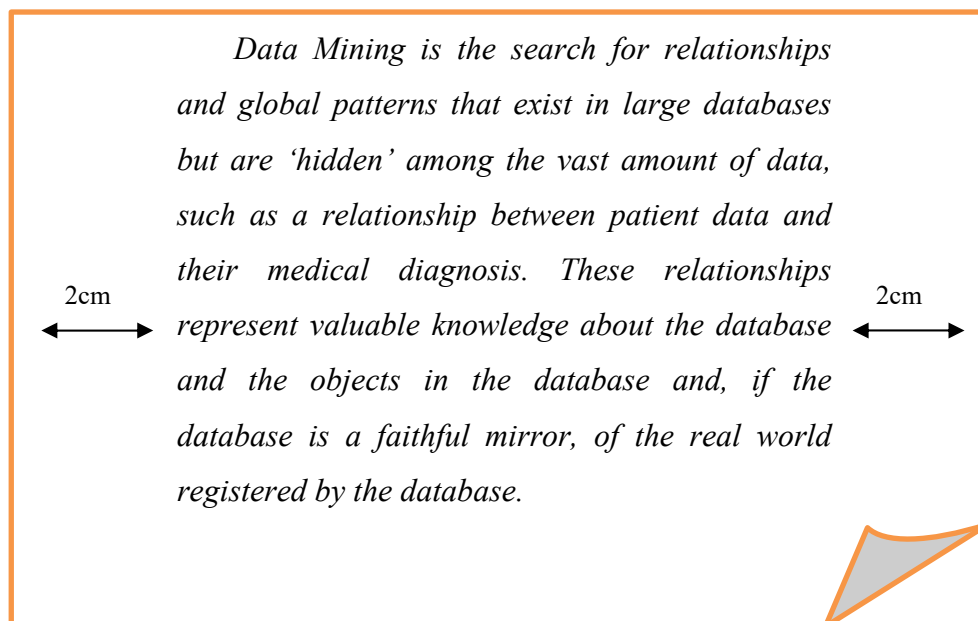 Data Mining is the search for relationships
and global patterns that exist in large databases
but are ‘hidden’ among the vast amount of data,
such as a relationship between patient data and
their medical diagnosis. These relationships
2cm
2cm
represent valuable knowledge about the database
and the objects in the database and, if the
database is a faithful mirror, of the real world
registered by the database.